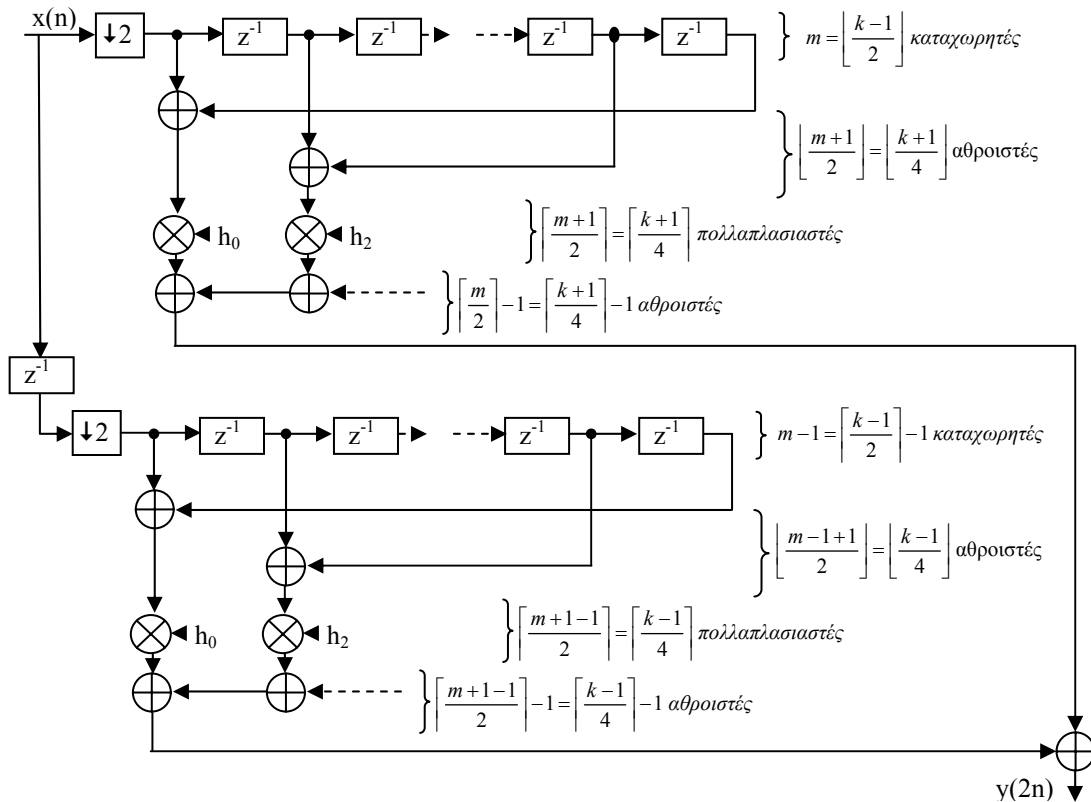 x(n)
↓2 z⁻¹ z⁻¹ z⁻¹ z⁻¹ } m = ⌊(k−1)/2⌋ καταχωρητές
} ⌊(m+1)/2⌋ = ⌊(k+1)/4⌋ αθροιστές
h₀ h₂ } ⌈(m+1)/2⌉ = ⌈(k+1)/4⌉ πολλαπλασιαστές
} ⌈m/2⌉ −1 = ⌈(k+1)/4⌉ −1 αθροιστές
z⁻¹
↓2 z⁻¹ z⁻¹ z⁻¹ z⁻¹ } m−1 = ⌈(k−1)/2⌉ −1 καταχωρητές
} ⌊(m−1+1)/2⌋ = ⌊(k−1)/4⌋ αθροιστές
h₀ h₂ } ⌈(m+1−1)/2⌉ = ⌈(k−1)/4⌉ πολλαπλασιαστές
} ⌈(m+1−1)/2⌉ −1 = ⌈(k−1)/4⌉ −1 αθροιστές
y(2n)